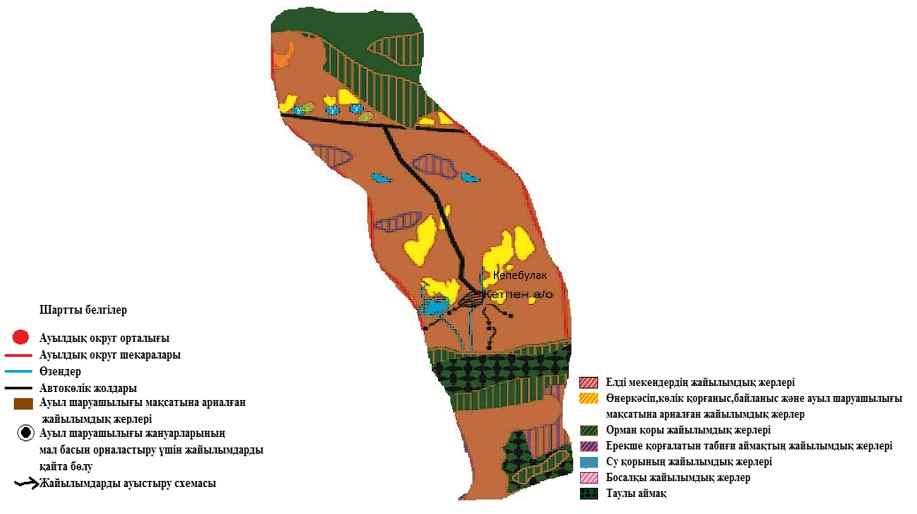 Кепебулак
Кетпен а/о
Шартты белгілер
Ауылдық округ орталығы
Ауылдық округ шекаралары
Өзендер
Автокөлік жолдары
Ауыл шаруашылығы мақсатына арналған
жайылымдық жерлері
Ауыл шаруашылығы жануарларының
мал басын орналастыру үшін жайылымдарды
қайта бөлу
Жайылымдарды ауыстру схемасы
Елді мекендердің жайылымдық жерлері
Өнеркәсіп,көлік қорғаныс,байланис және ауыл шаруашылығы
мақсатына арналған жайылымдық жерлер
Орман қоры жайылымдық жерлері
Ерекше қорғалатын табиғи аймақтың жайылымдық жерлері
Су қорының жайылымдық жерлері
Босалқы жайылымдық жерлер
Таулы аймақ